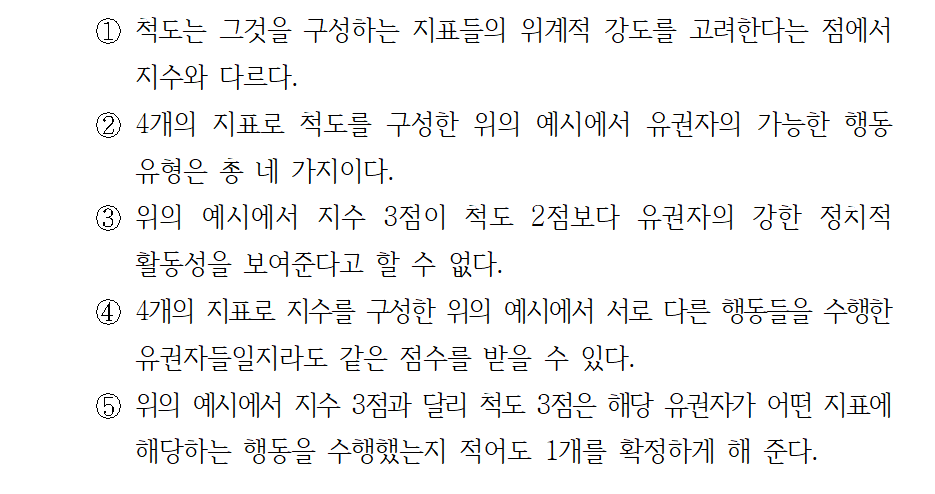 ① 척도는 그것을 구성하는 지표들의 위계적 강도를 고려한다는 점에서
지수와 다르다.
② 4개의 지표로 척도를 구성한 위의 예시에서 유권자의 가능한 행동
유형은 총 네 가지이다.
③ 위의 예시에서 지수 3점이 척도 2점보다 유권자의 강한 정치적
활동성을 보여준다고 할 수 없다.
④ 4개의 지표로 지수를 구성한 위의 예시에서 서로 다른 행동들을 수행한
유권자들일지라도 같은 점수를 받을 수 있다.
⑤ 위의 예시에서 지수 3점과 달리 척도 3점은 해당 유권자가 어떤 지표에
해당하는 행동을 수행했는지 적어도 1개를 확정하게 해 준다.